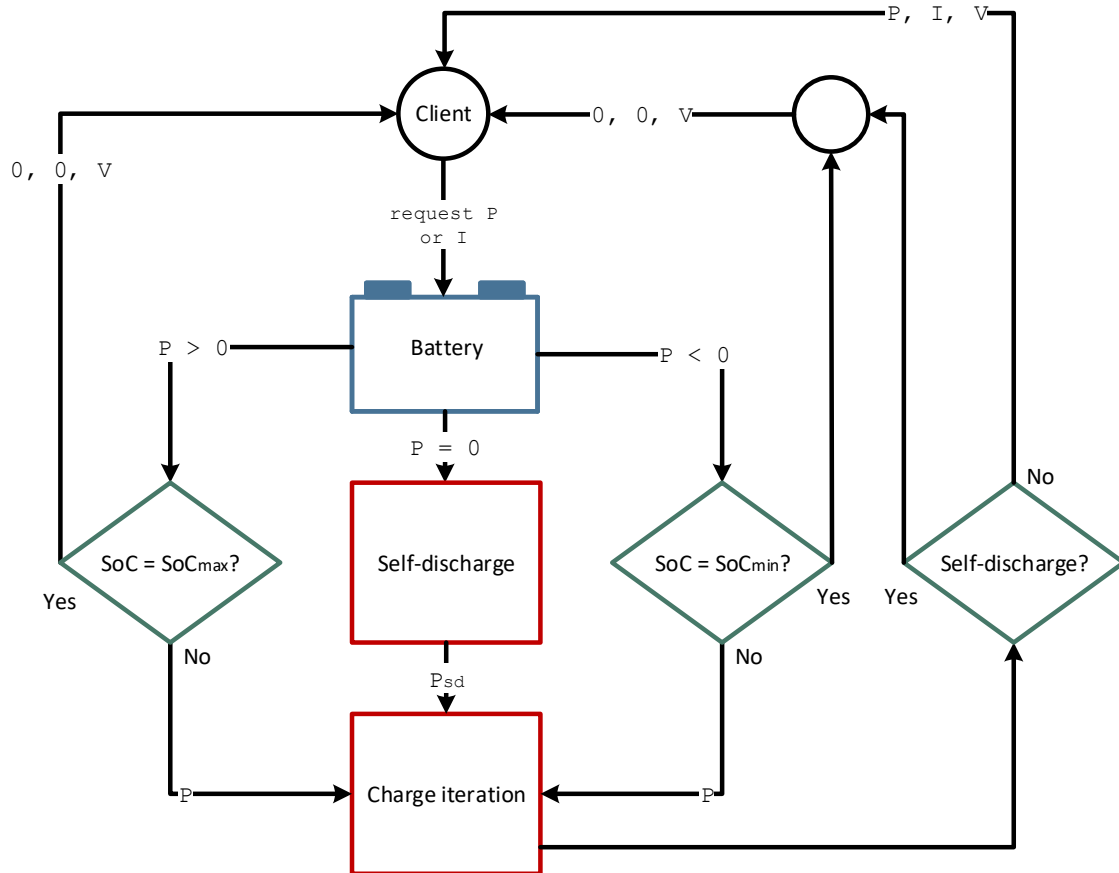 P, I, V
Client
0, 0, V
0, 0, V
request P
or I
P > 0
Battery
P < 0
P = 0
No
SoC = SoCmax?
Self-discharge
SoC = SoCmin?
Self-discharge?
Yes
Yes
Yes
No
No
Psd
P
Charge iteration
P